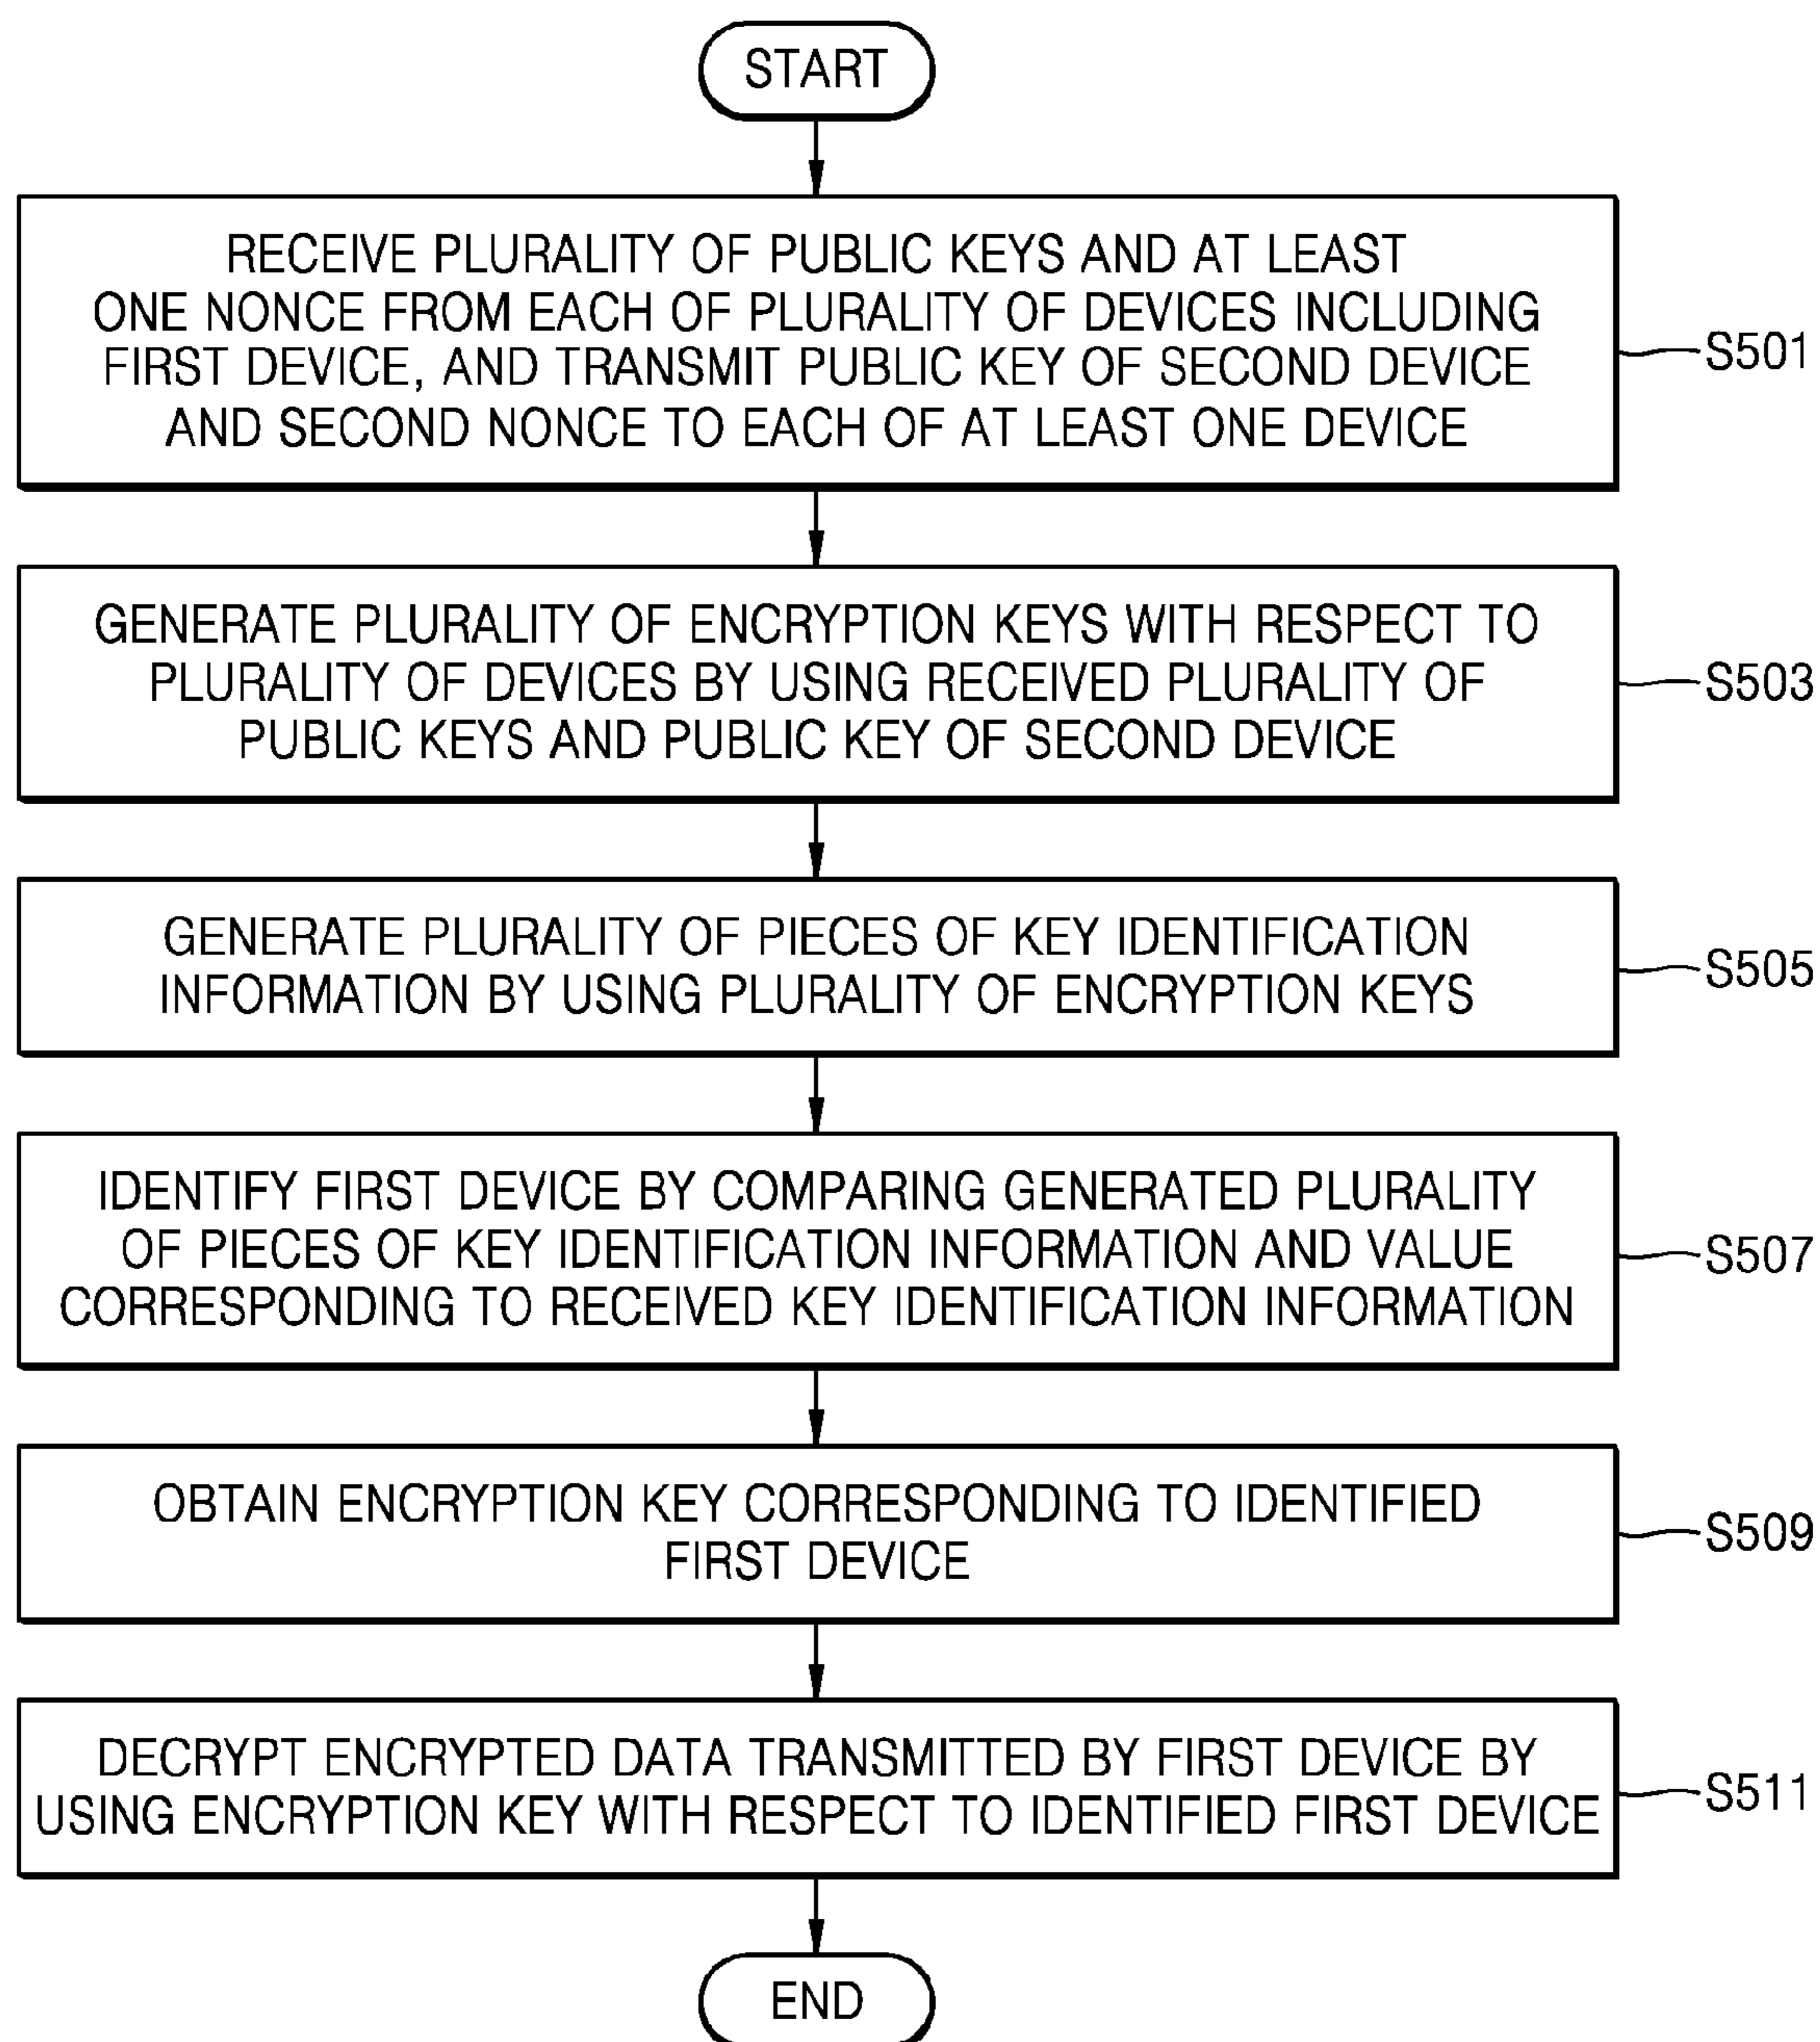 START
RECEIVE PLURALITY OF PUBLIC KEYS AND AT LEAST
ONE NONCE FROM EACH OF PLURALITY OF DEVICES INCLUDING
FIRST DEVICE, AND TRANSMIT PUBLIC KEY OF SECOND DEVICE
AND SECOND NONCE TO EACH OF AT LEAST ONE DEVICE
S501
GENERATE PLURALITY OF ENCRYPTION KEYS WITH RESPECT TO
PLURALITY OF DEVICES BY USING RECEIVED PLURALITY OF
PUBLIC KEYS AND PUBLIC KEY OF SECOND DEVICE
S503
GENERATE PLURALITY OF PIECES OF KEY IDENTIFICATION
INFORMATION BY USING PLURALITY OF ENCRYPTION KEYS
S505
IDENTIFY FIRST DEVICE BY COMPARING GENERATED PLURALITY
OF PIECES OF KEY IDENTIFICATION INFORMATION AND VALUE
CORRESPONDING TO RECEIVED KEY IDENTIFICATION INFORMATION
S507
OBTAIN ENCRYPTION KEY CORRESPONDING TO IDENTIFIED
FIRST DEVICE
S509
DECRYPT ENCRYPTED DATA TRANSMITTED BY FIRST DEVICE BY
USING ENCRYPTION KEY WITH RESPECT TO IDENTIFIED FIRST DEVICE
S511
END